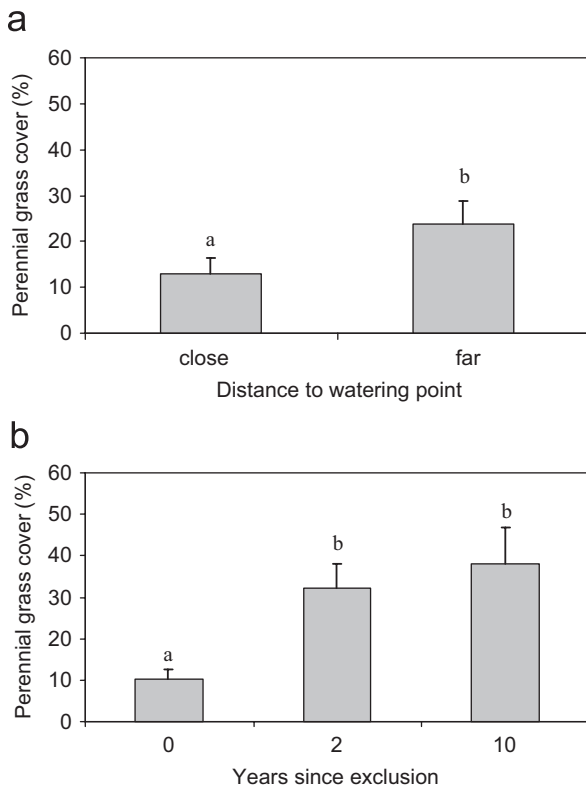 a
Perennial grass cover (%)
60
50
40
30
20
10
0
a
b
close far
Distance to watering point
b
Perennial grass cover (%)
60
50
40
30
20
10
0
a
b
b
0 2 10
Years since exclusion